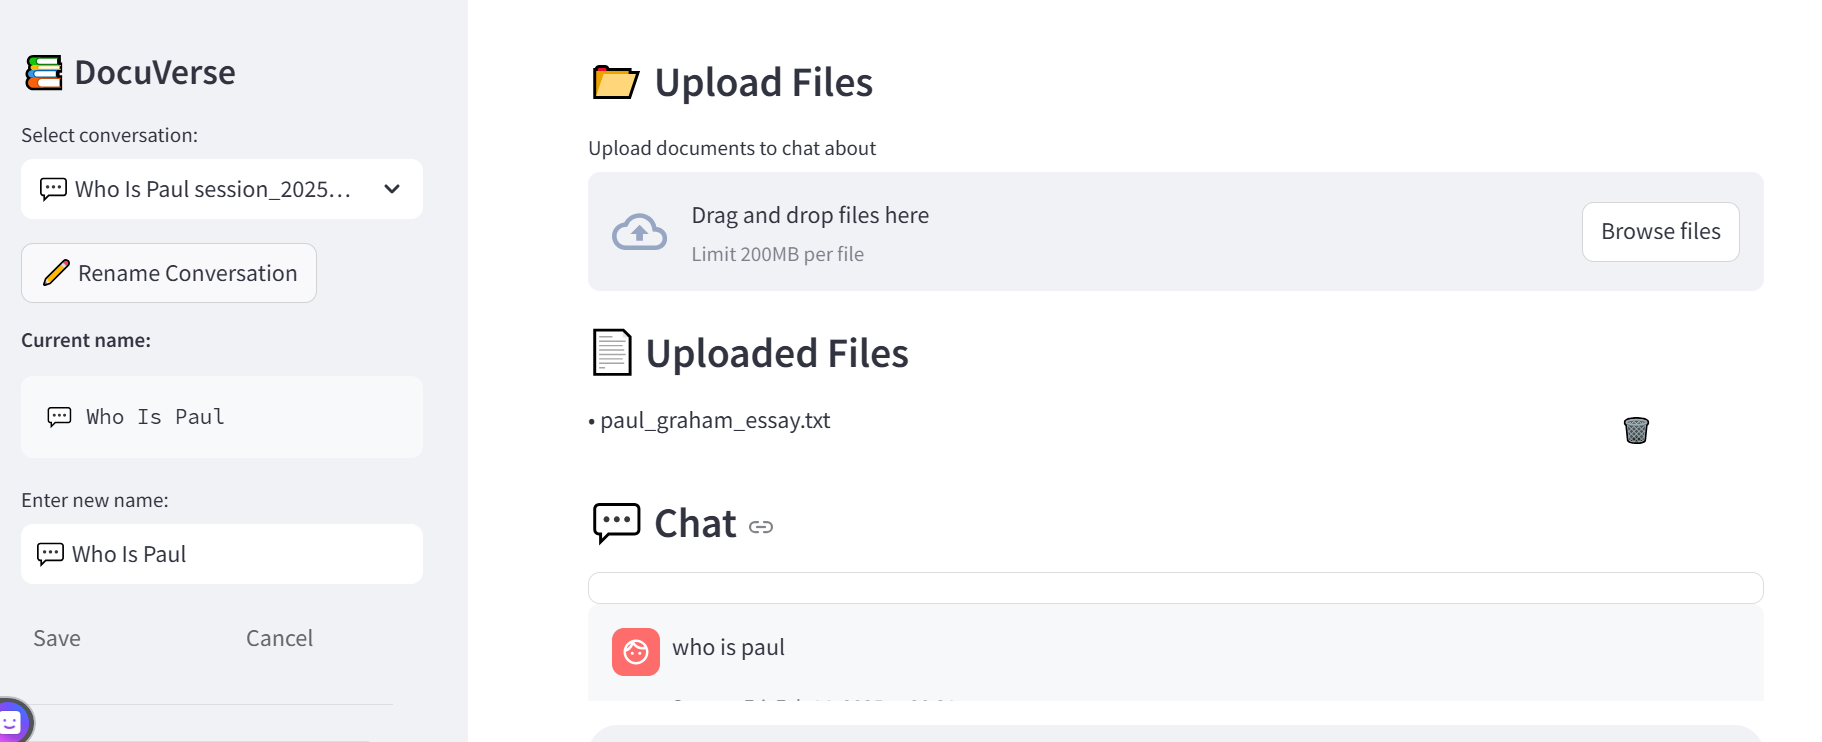 DocuVerse
Select conversation:
Who Is Paul session_2025...
Rename Conversation
Current name:
Who Is Paul
Enter new name:
Who Is Paul
Save
Cancel
Upload Files
Upload documents to chat about
Drag and drop files here
Limit 200MB per file
Browse files
Uploaded Files
• paul_graham_essay.txt
Chat
who is paul